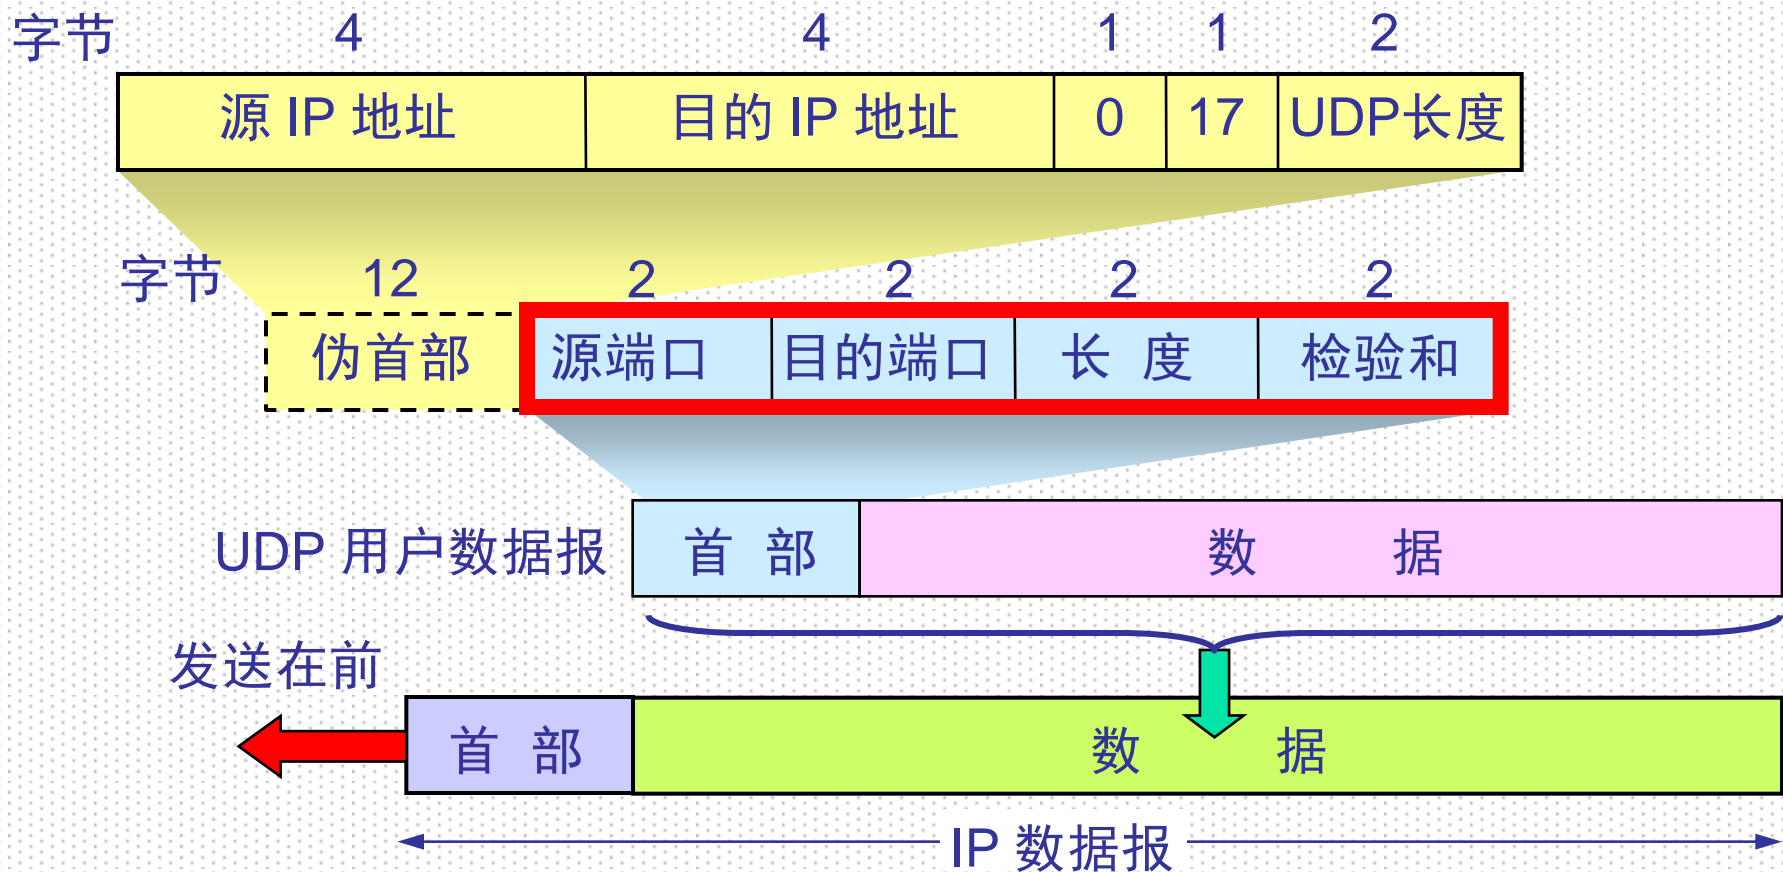 字节 4 4 1 1 2
源 IP 地址 目的 IP 地址 0 17 UDP长度
字节 12 2 2 2 2
伪首部 源端口 目的端口 长 度 检验和
UDP 用户数据报 首 部 数 据
发送在前
首 部 数 据
IP 数据报